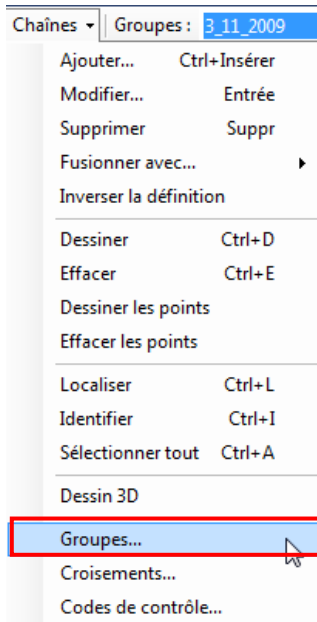 Chaînes Groupes : 3_11_2009
Ajouter... Ctrl+Insérer
Modifier... Entrée
Supprimer Suppr
Fusionner avec...
Inverser la définition
Dessiner Ctrl+D
Effacer Ctrl+E
Dessiner les points
Effacer les points
Localiser Ctrl+L
Identifier Ctrl+I
Sélectionner tout Ctrl+A
Dessin 3D
Groupes...
Croisements...
Codes de contrôle...